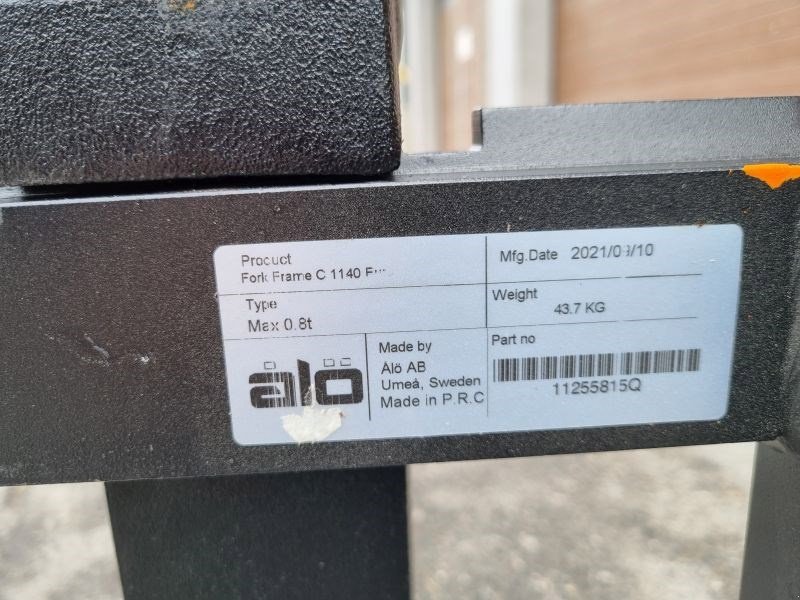 Product
Fork Frame C 1140
Type
Max 0.8t
ålö
Mfg.Date
Weight
43.7 KG
Made by
Ålö AB
Umeå, Sweden
Made in P.R.C
Part no
11255815Q